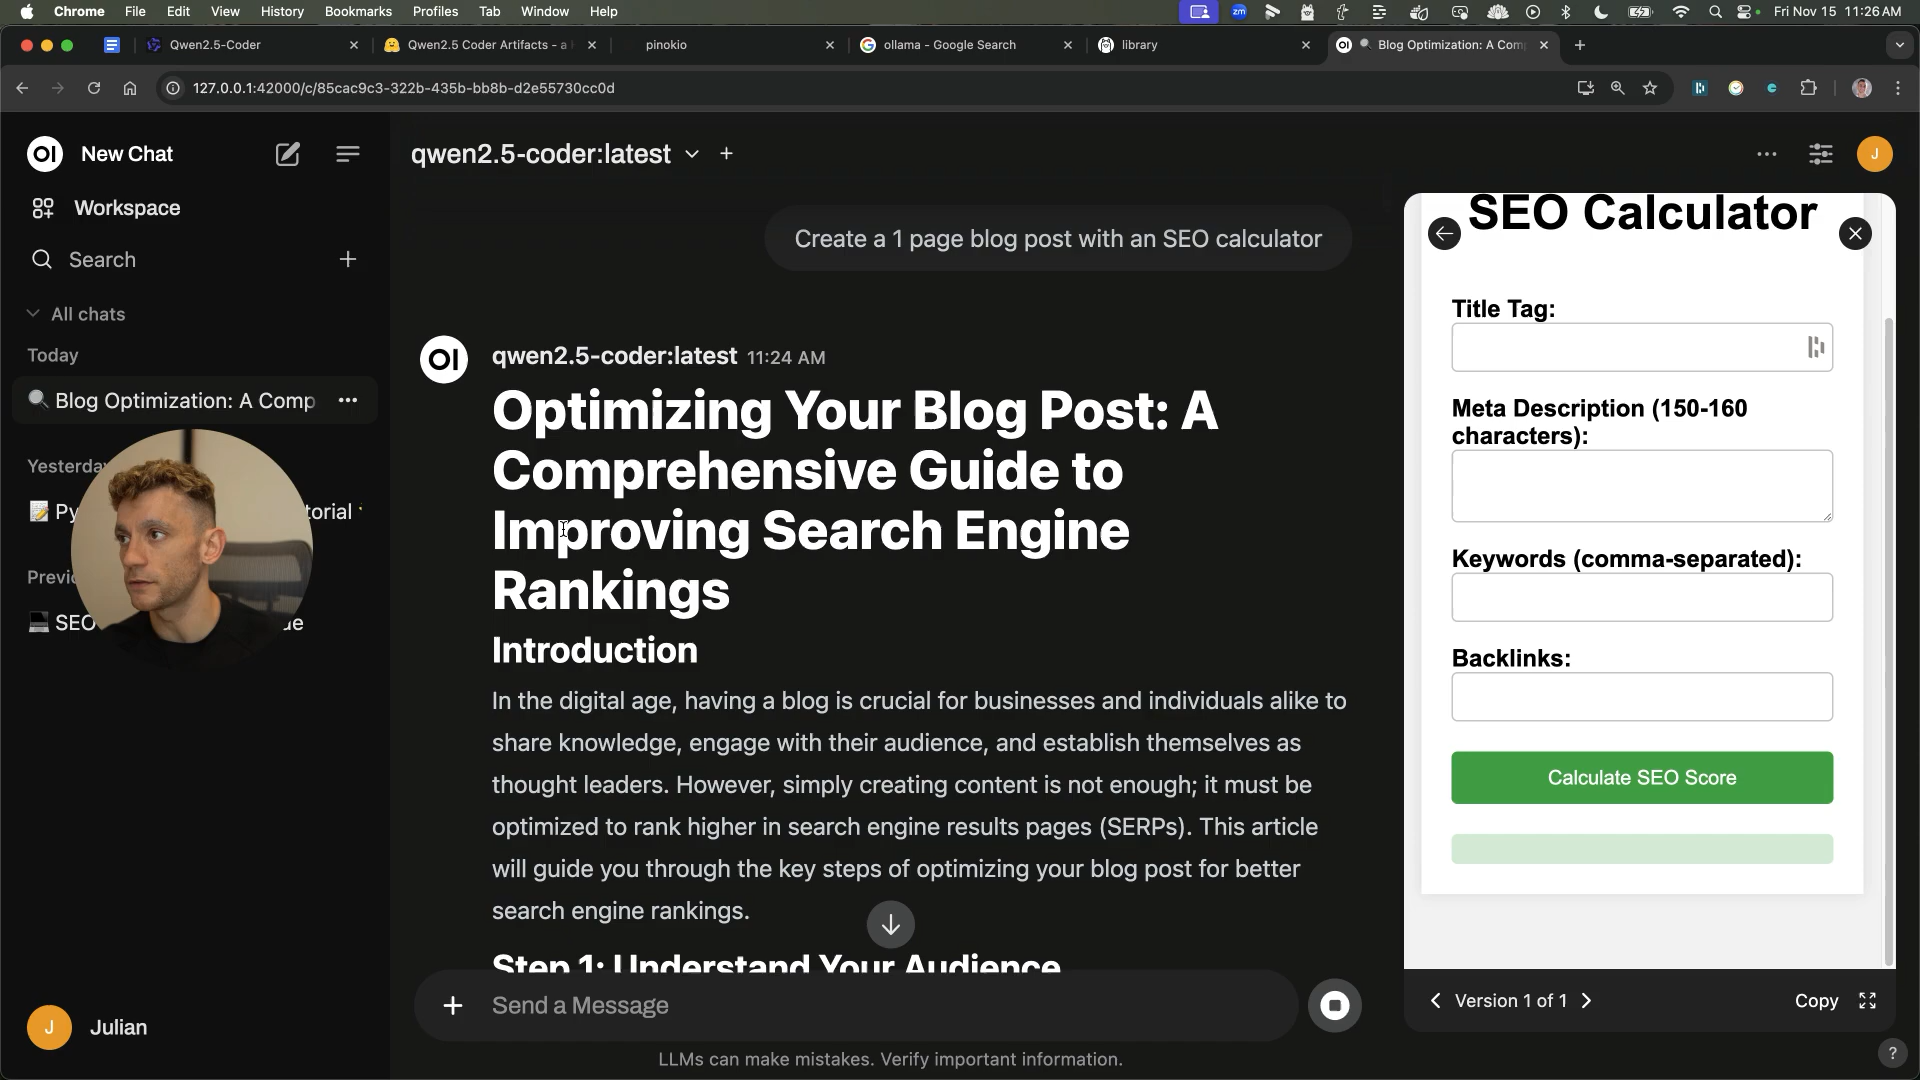 Chrome File Edit View History Bookmarks Profiles Tab Window Help
zm
Fri Nov 15 11:26 AM
Qwen2.5-Coder
Qwen2.5 Coder Artifacts - a
pinokio
ollama - Google Search
library
OI
Blog Optimization: A Com
127.0.0.1:42000/c/85cac9c3-322b-435b-bb8b-d2e55730cc0d
OI
New Chat
Workspace
Search
All chats
Today
Blog Optimization: A Comp
Yesterda
Py
torial
Previ
SEO
de
J
Julian
qwen2.5-coder:latest
J
Create a 1 page blog post with an SEO calculator
OI
qwen2.5-coder:latest 11:24 AM
Optimizing Your Blog Post: A
Comprehensive Guide to
Improving Search Engine
Rankings
Introduction
In the digital age, having a blog is crucial for businesses and individuals alike to
share knowledge, engage with their audience, and establish themselves as
thought leaders. However, simply creating content is not enough; it must be
optimized to rank higher in search engine results pages (SERPs). This article
will guide you through the key steps of optimizing your blog post for better
search engine rankings.
Step 1: Understand Your Audience
Send a Message
LLMs can make mistakes. Verify important information.
SEO Calculator
Title Tag:
Meta Description (150-160
characters):
Keywords (comma-separated):
Backlinks:
Calculate SEO Score
Version 1 of 1
Copy
?